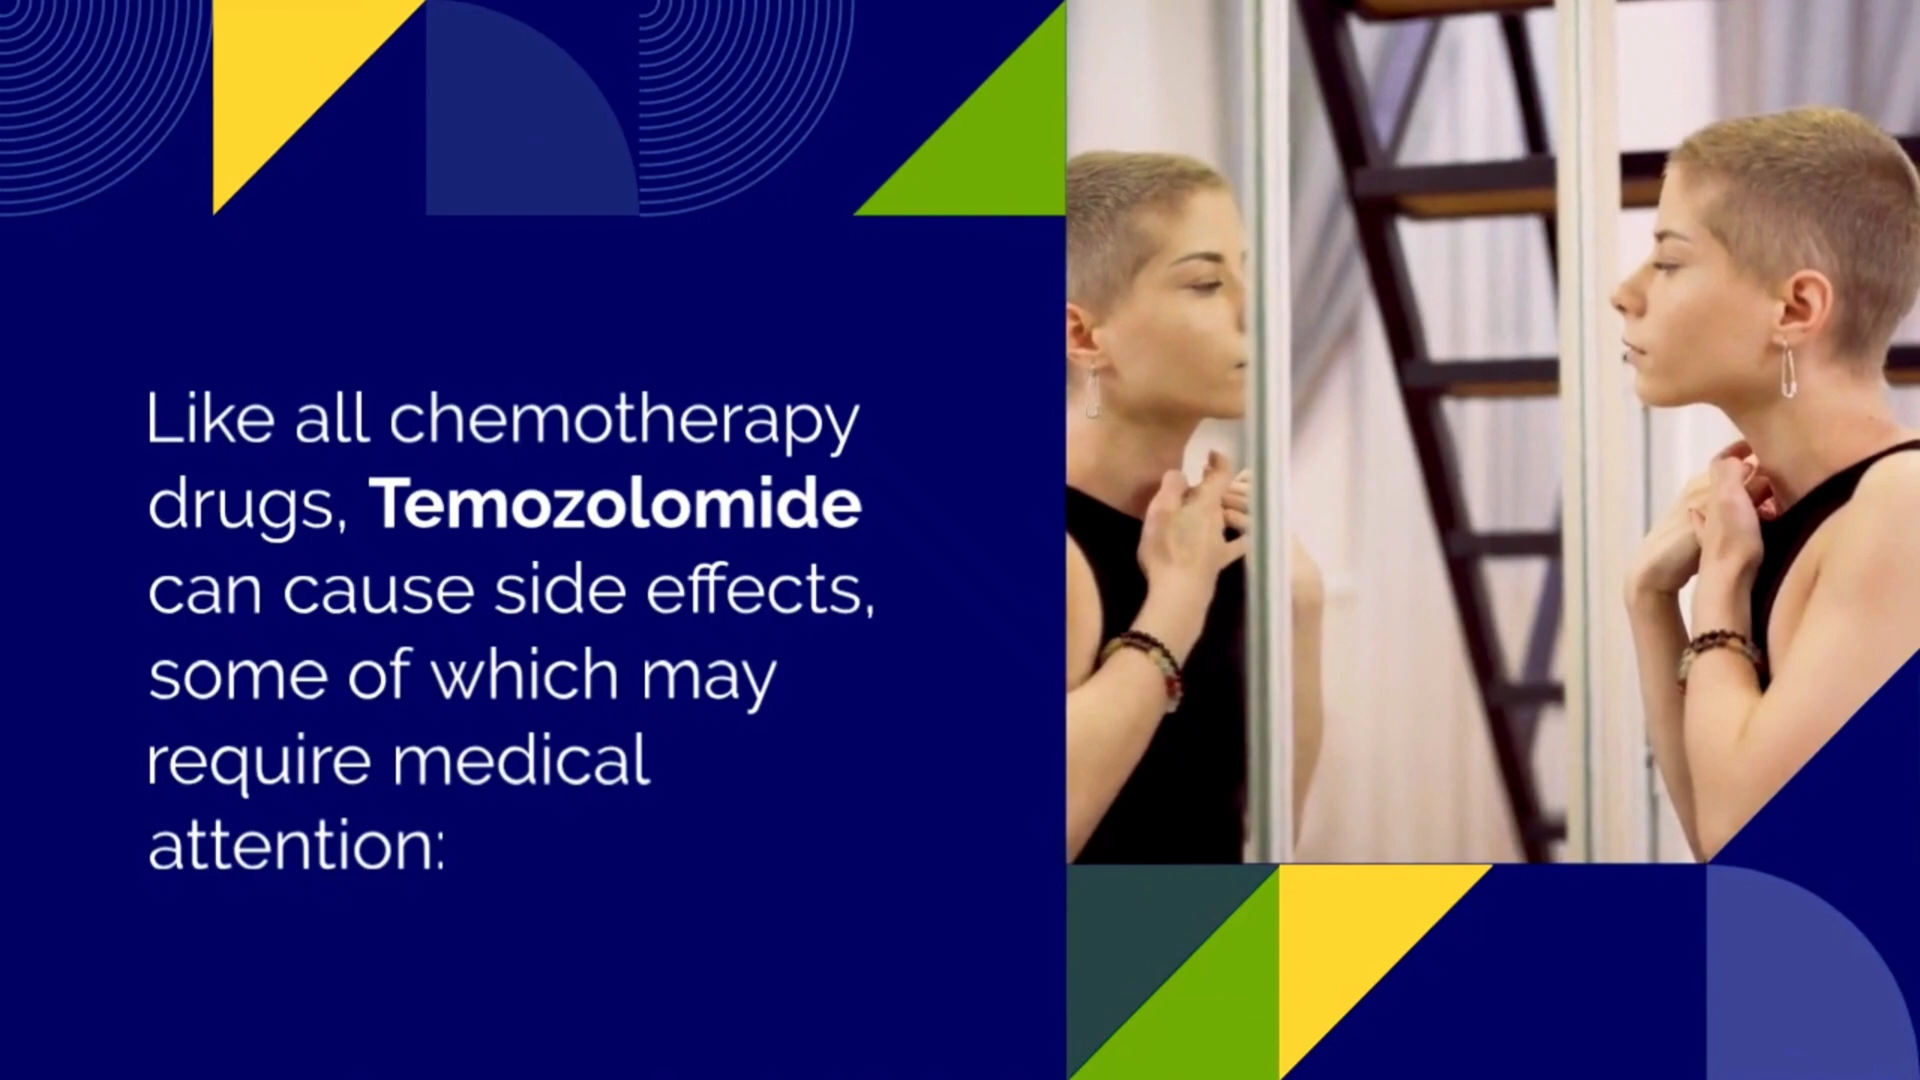 Like all chemotherapy
drugs, Temozolomide
can cause side effects,
some of which may
require medical
attention: